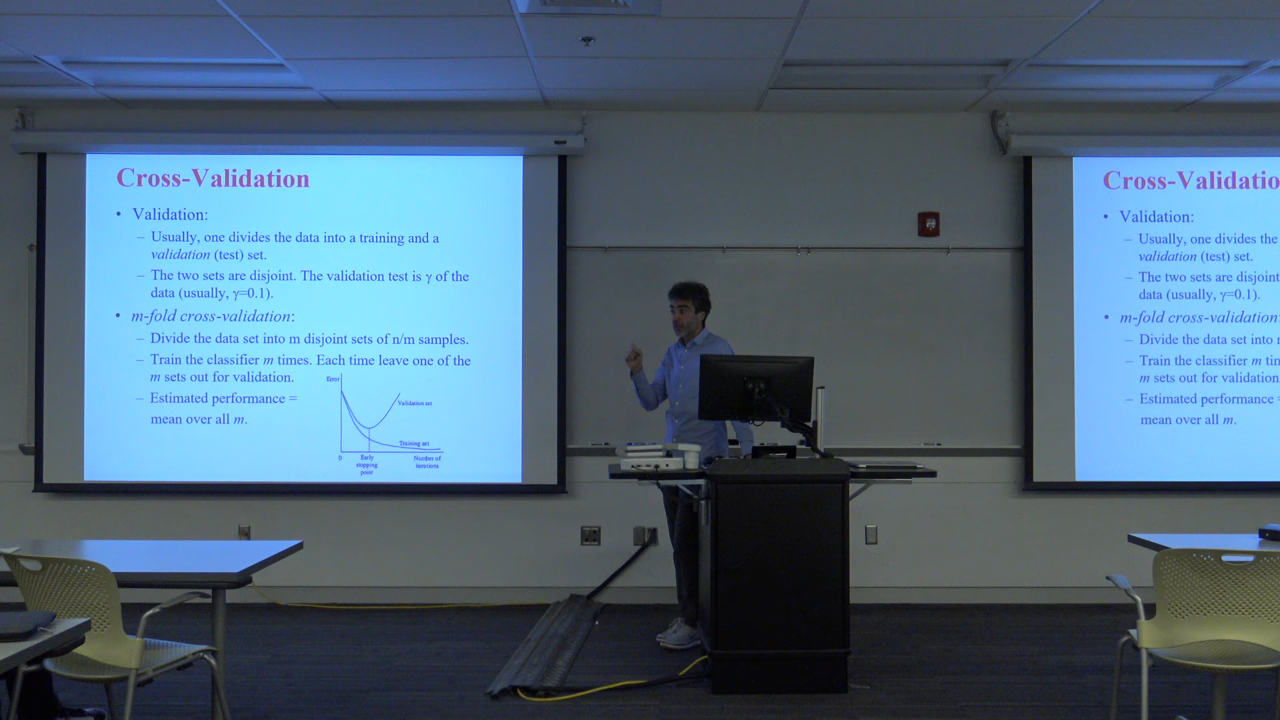 Cross-Validation
• Validation:
– Usually, one divides the data into a training and a
validation (test) set.
– The two sets are disjoint. The validation test is γ of the
data (usually, γ=0.1).
• m-fold cross-validation:
– Divide the data set into m disjoint sets of n/m samples.
– Train the classifier m times. Each time leave one of the
m sets out for validation.
– Estimated performance =
mean over all m.
Error
Validation set
Training set
0
Early
stopping
point
Number of
iterations
Cross-Validatio
• Validation:
– Usually, one divides the
validation (test) set.
– The two sets are disjoint
data (usually, γ=0.1).
• m-fold cross-validation:
– Divide the data set into
– Train the classifier m
m sets out for validation.
– Estimated performance
mean over all m.